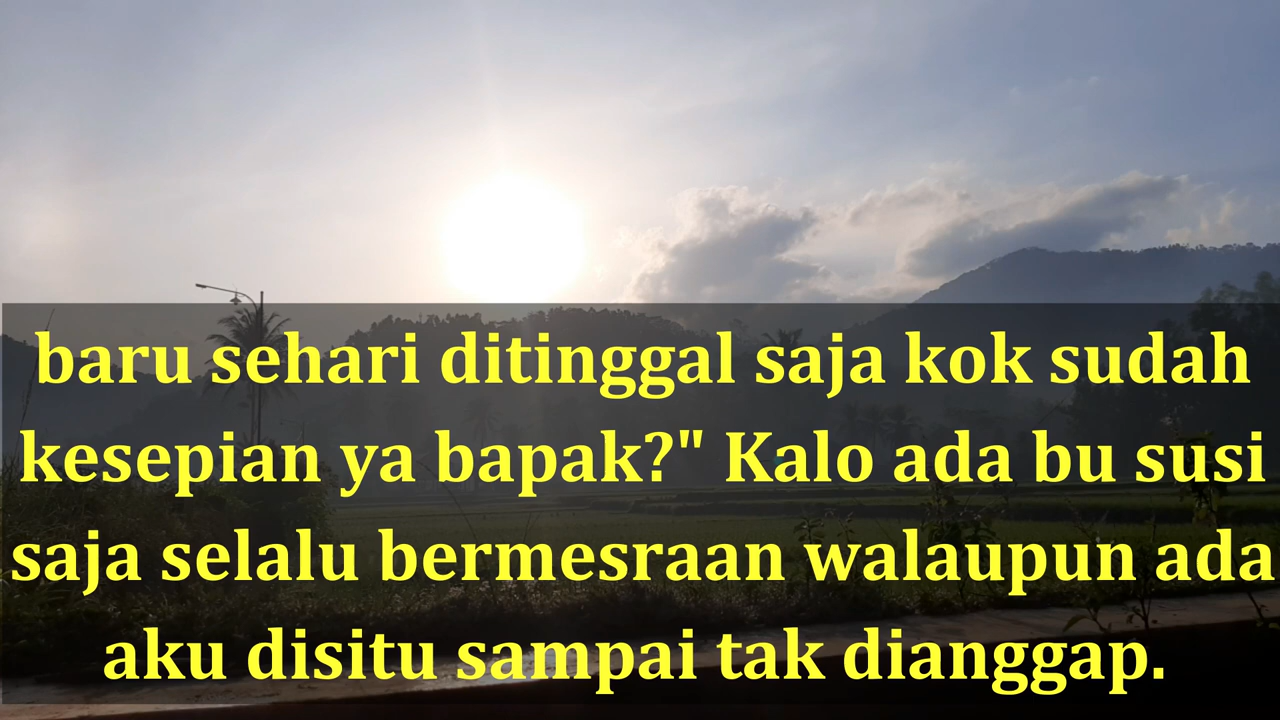 baru sehari ditinggal saja kok sudah
kesepian ya bapak?" Kalo ada bu susi
saja selalu bermesraan walaupun ada
aku disitu sampai tak dianggap.